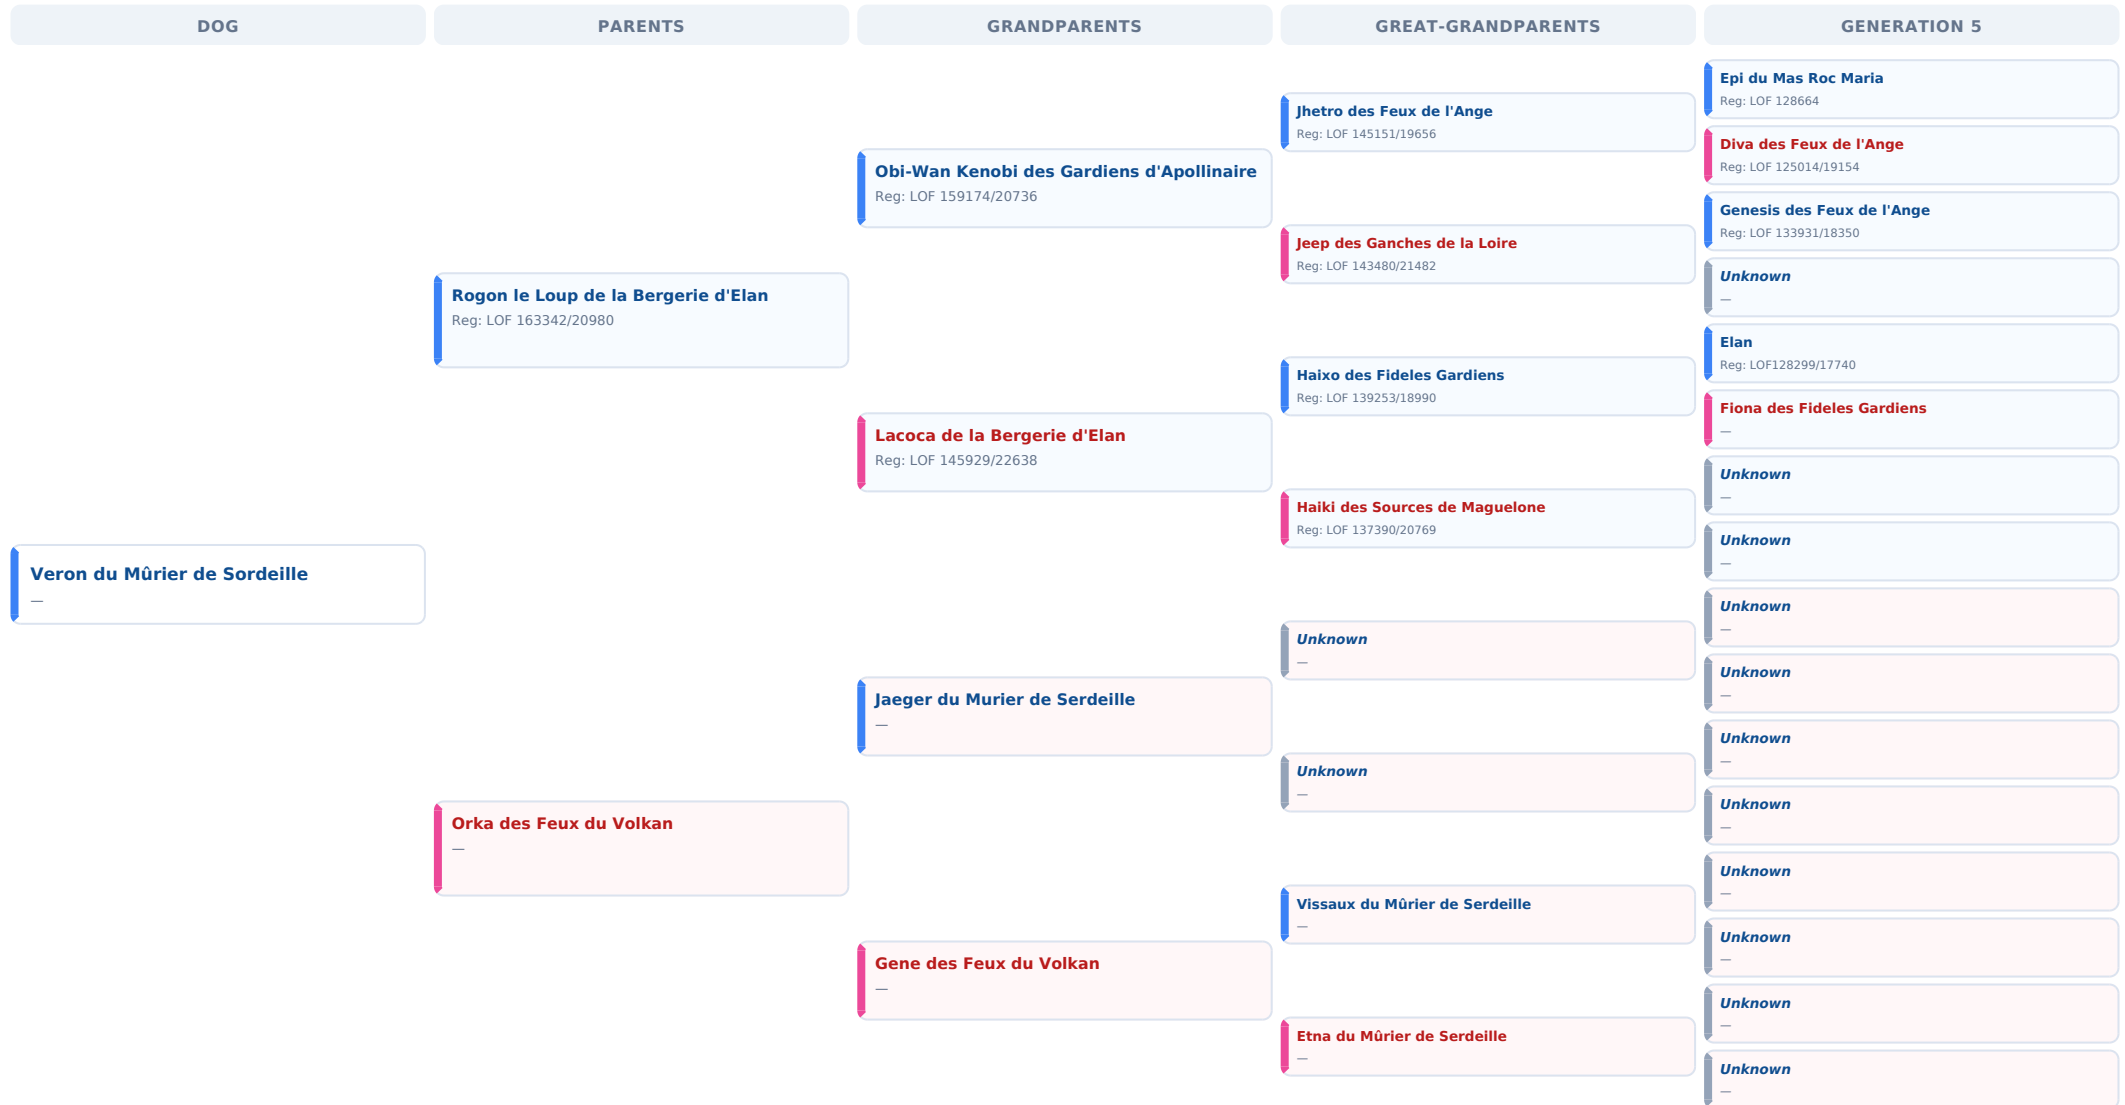 DOG
PARENTS
GRANDPARENTS
GREAT-GRANDPARENTS
GENERATION 5
Veron du Mûrier de Sordeille
—
Rogon le Loup de la Bergerie d'Elan
Reg: LOF 163342/20980
Orka des Feux du Volkan
—
Obi-Wan Kenobi des Gardiens d'Apollinaire
Reg: LOF 159174/20736
Lacoca de la Bergerie d'Elan
Reg: LOF 145929/22638
Jaeger du Murier de Serdeille
—
Gene des Feux du Volkan
—
Jhetro des Feux de l'Ange
Reg: LOF 145151/19656
Jeep des Ganches de la Loire
Reg: LOF 143480/21482
Haixo des Fideles Gardiens
Reg: LOF 139253/18990
Haiki des Sources de Maguelone
Reg: LOF 137390/20769
Unknown
—
Unknown
—
Vissaux du Mûrier de Serdeille
—
Etna du Mûrier de Serdeille
—
Epi du Mas Roc Maria
Reg: LOF 128664
Diva des Feux de l'Ange
Reg: LOF 125014/19154
Genesis des Feux de l'Ange
Reg: LOF 133931/18350
Unknown
—
Elan
Reg: LOF128299/17740
Fiona des Fideles Gardiens
—
Unknown
—
Unknown
—
Unknown
—
Unknown
—
Unknown
—
Unknown
—
Unknown
—
Unknown
—
Unknown
—
Unknown
—